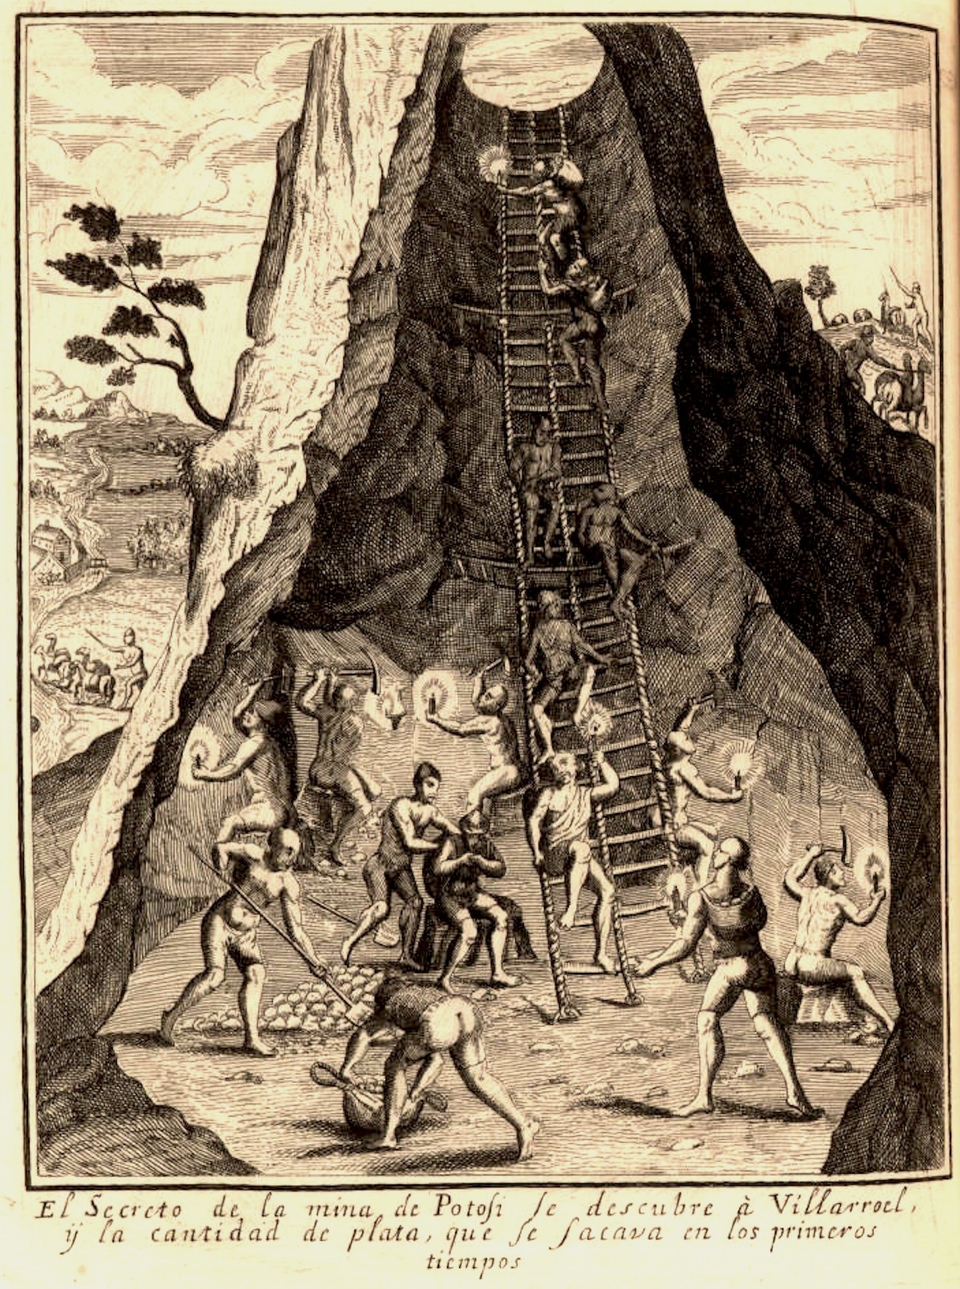 El Secreto de la mina de Potosi se descubre à Villarroel,
ÿ la cantidad de plata, que se sacava en los primeros
tiempos